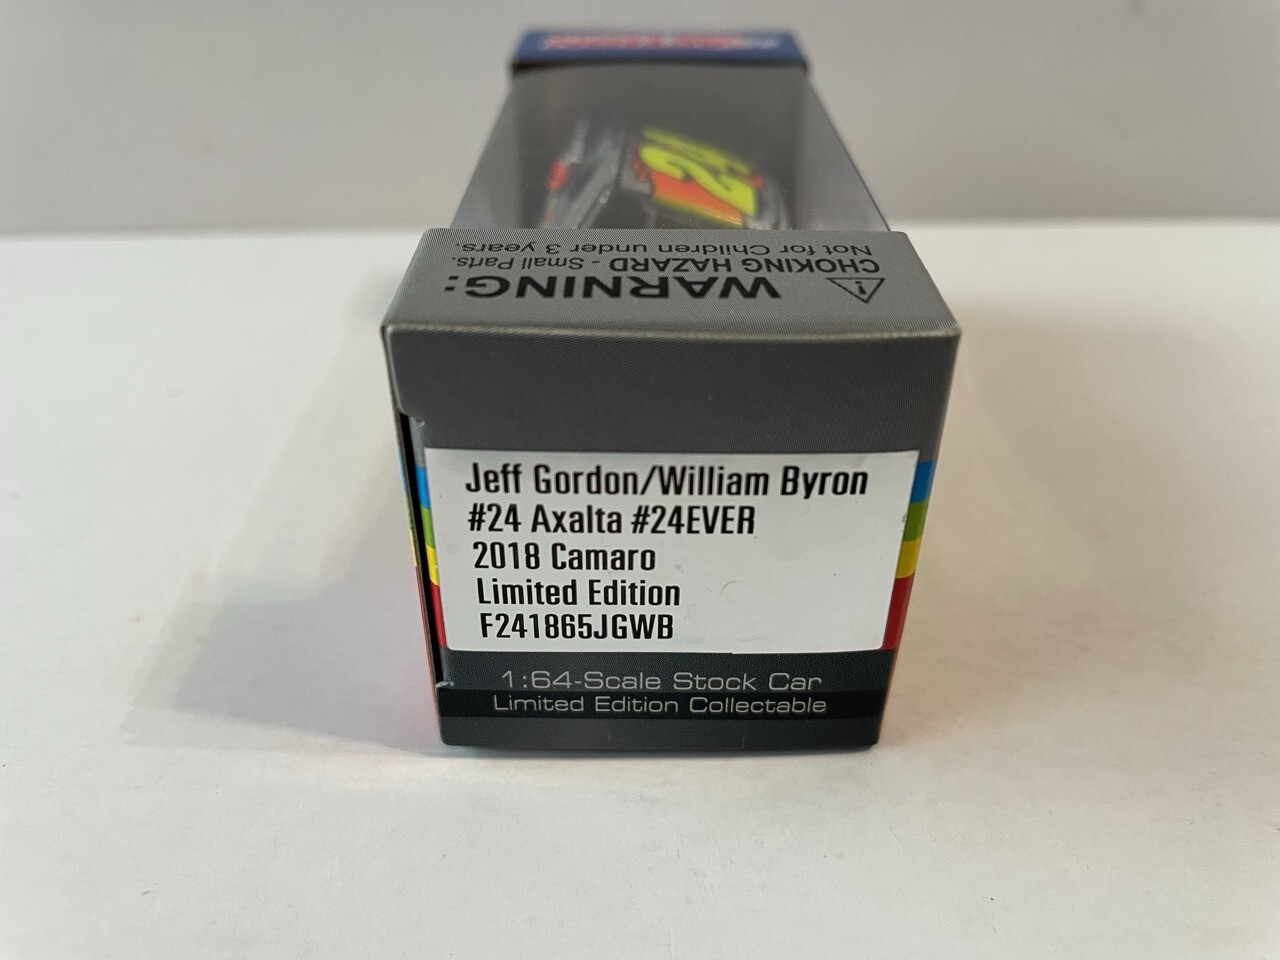 Not for Children under 3 years.
CHOKING HAZARD - Small Parts.
WARNING:
Jeff Gordon/William Byron
#24 Axalta #24EVER
2018 Camaro
Limited Edition
F241865JGWB
1:64-Scale Stock Car
Limited Edition Collectable